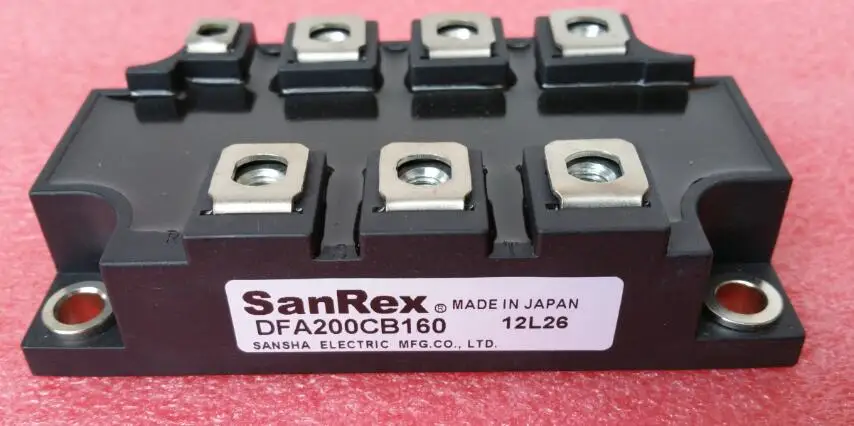 SanRex ® MADE IN JAPAN
DFA200CB160 12L26
SANSHA ELECTRIC MFG.CO., LTD.